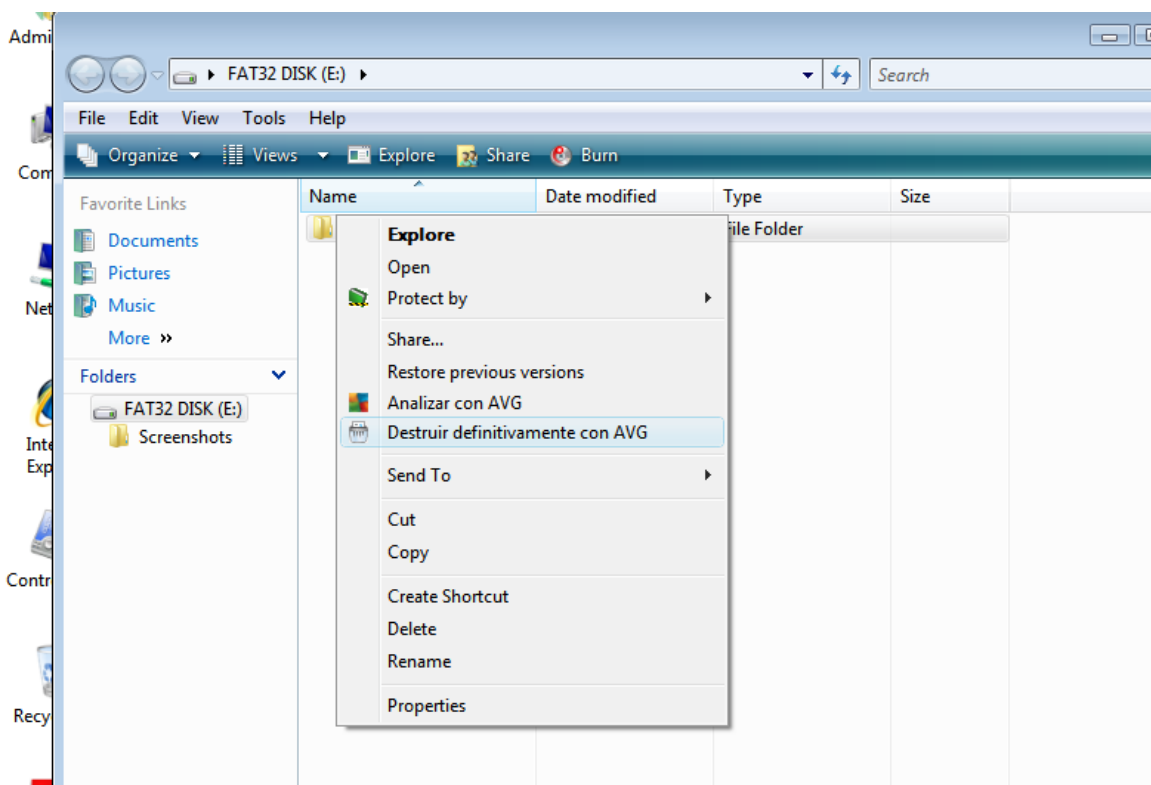 Admi
FAT32 DISK (E:)
Search
File Edit View Tools Help
Organize Views Explore Share Burn
Com
Favorite Links
Name Date modified Type Size
Documents
File Folder
Explore
Pictures
Open
Music
Protect by
Net
More »
Share...
Restore previous versions
Folders
Analizar con AVG
FAT32 DISK (E:)
Destruir definitivamente con AVG
Screenshots
Inte
Exp
Send To
Cut
Copy
Contr
Create Shortcut
Delete
Rename
Properties
Recy